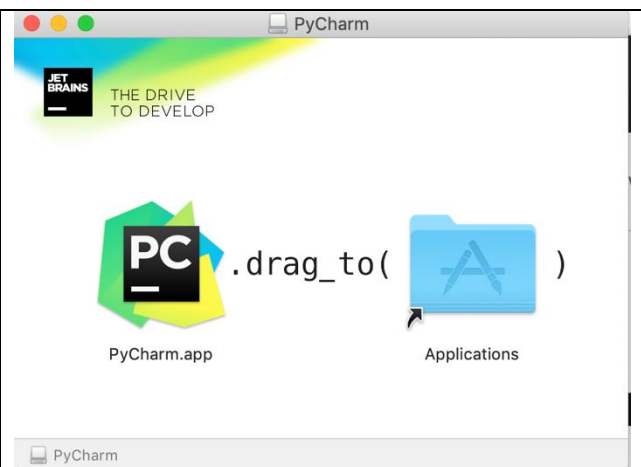 PyCharm
JET
BRAINS
THE DRIVE
TO DEVELOP
PC
.drag_to( )
PyCharm.app
Applications
PyCharm